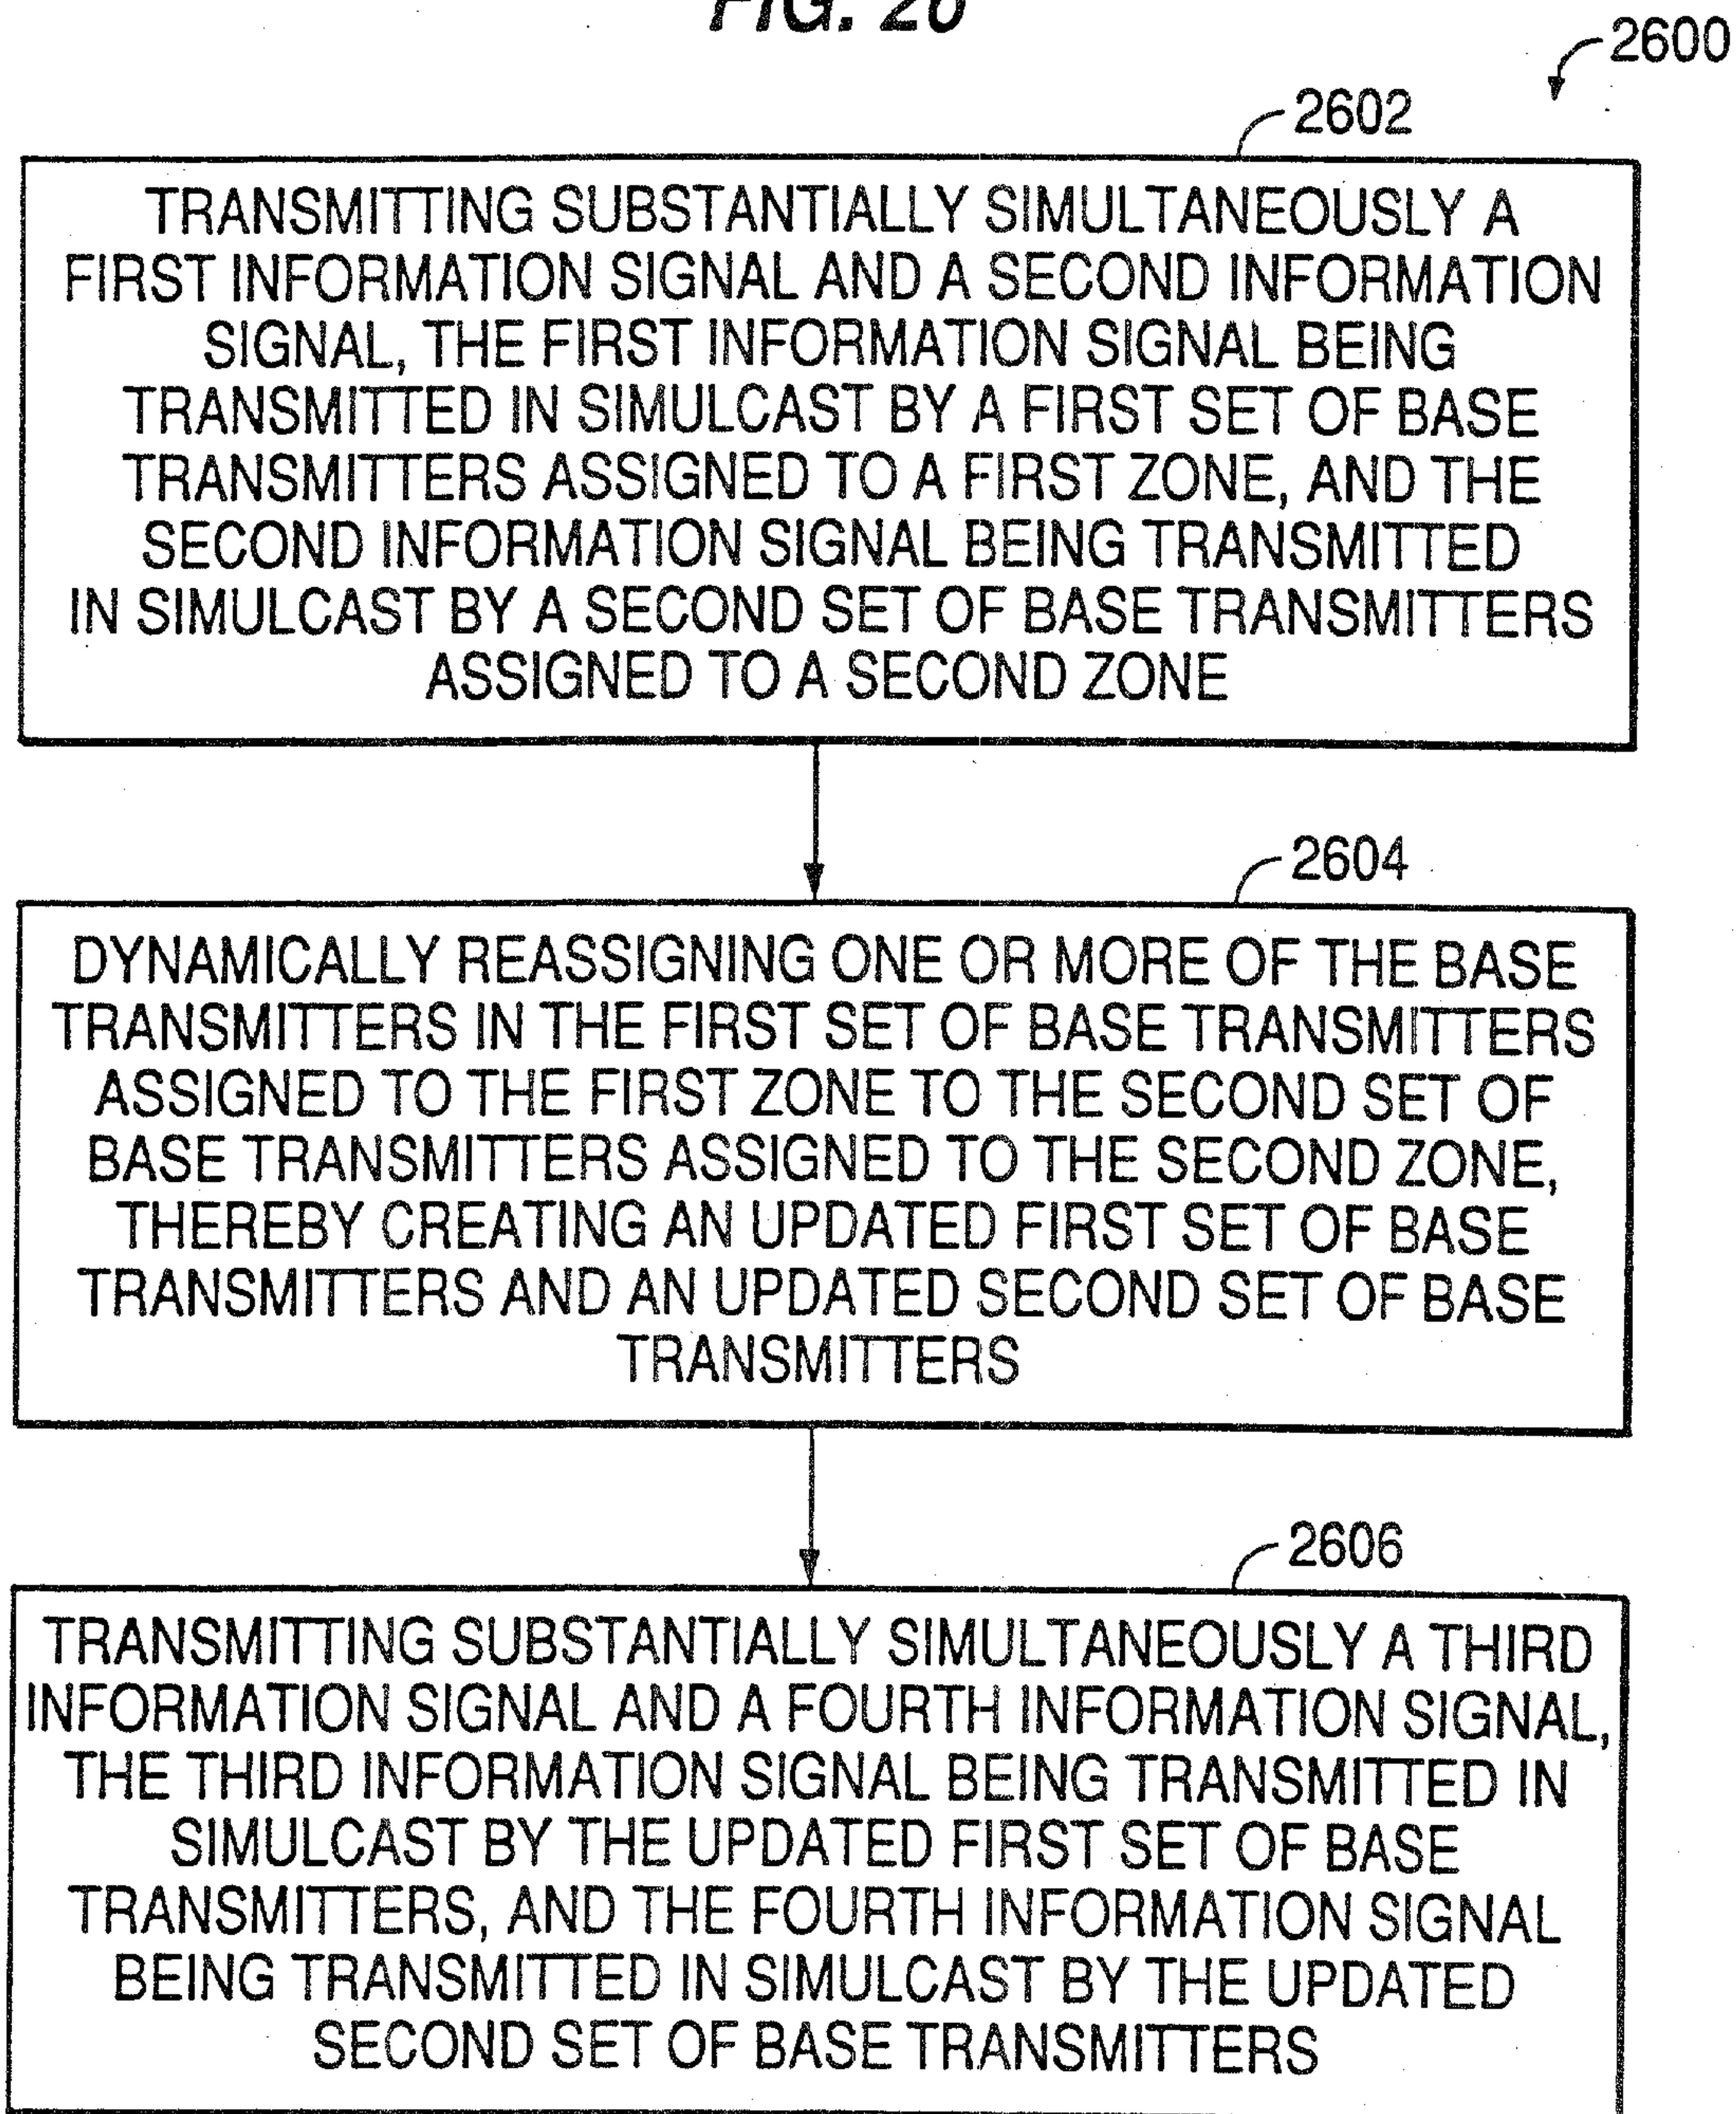 FIG. 26
2600
2602
TRANSMITTING SUBSTANTIALLY SIMULTANEOUSLY A
FIRST INFORMATION SIGNAL AND A SECOND INFORMATION
SIGNAL, THE FIRST INFORMATION SIGNAL BEING
TRANSMITTED IN SIMULCAST BY A FIRST SET OF BASE
TRANSMITTERS ASSIGNED TO A FIRST ZONE, AND THE
SECOND INFORMATION SIGNAL BEING TRANSMITTED
IN SIMULCAST BY A SECOND SET OF BASE TRANSMITTERS
ASSIGNED TO A SECOND ZONE
2604
DYNAMICALLY REASSIGNING ONE OR MORE OF THE BASE
TRANSMITTERS IN THE FIRST SET OF BASE TRANSMITTERS
ASSIGNED TO THE FIRST ZONE TO THE SECOND SET OF
BASE TRANSMITTERS ASSIGNED TO THE SECOND ZONE,
THEREBY CREATING AN UPDATED FIRST SET OF BASE
TRANSMITTERS AND AN UPDATED SECOND SET OF BASE
TRANSMITTERS
2606
TRANSMITTING SUBSTANTIALLY SIMULTANEOUSLY A THIRD
INFORMATION SIGNAL AND A FOURTH INFORMATION SIGNAL,
THE THIRD INFORMATION SIGNAL BEING TRANSMITTED IN
SIMULCAST BY THE UPDATED FIRST SET OF BASE
TRANSMITTERS, AND THE FOURTH INFORMATION SIGNAL
BEING TRANSMITTED IN SIMULCAST BY THE UPDATED
SECOND SET OF BASE TRANSMITTERS